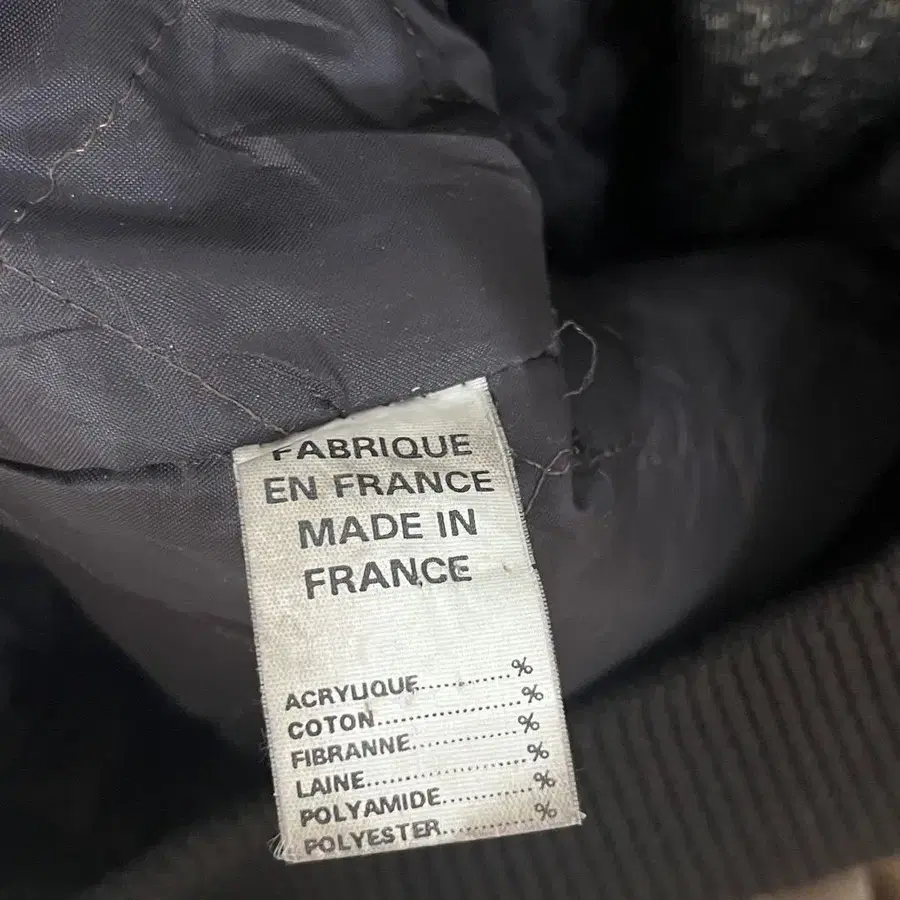 FABRIQUE
EN FRANCE
MADE IN
FRANCE
ACRYLIQUE............%
COTON....................%
FIBRANNE..............%
LAINE......................%
POLYAMIDE............%
POLYESTER............%